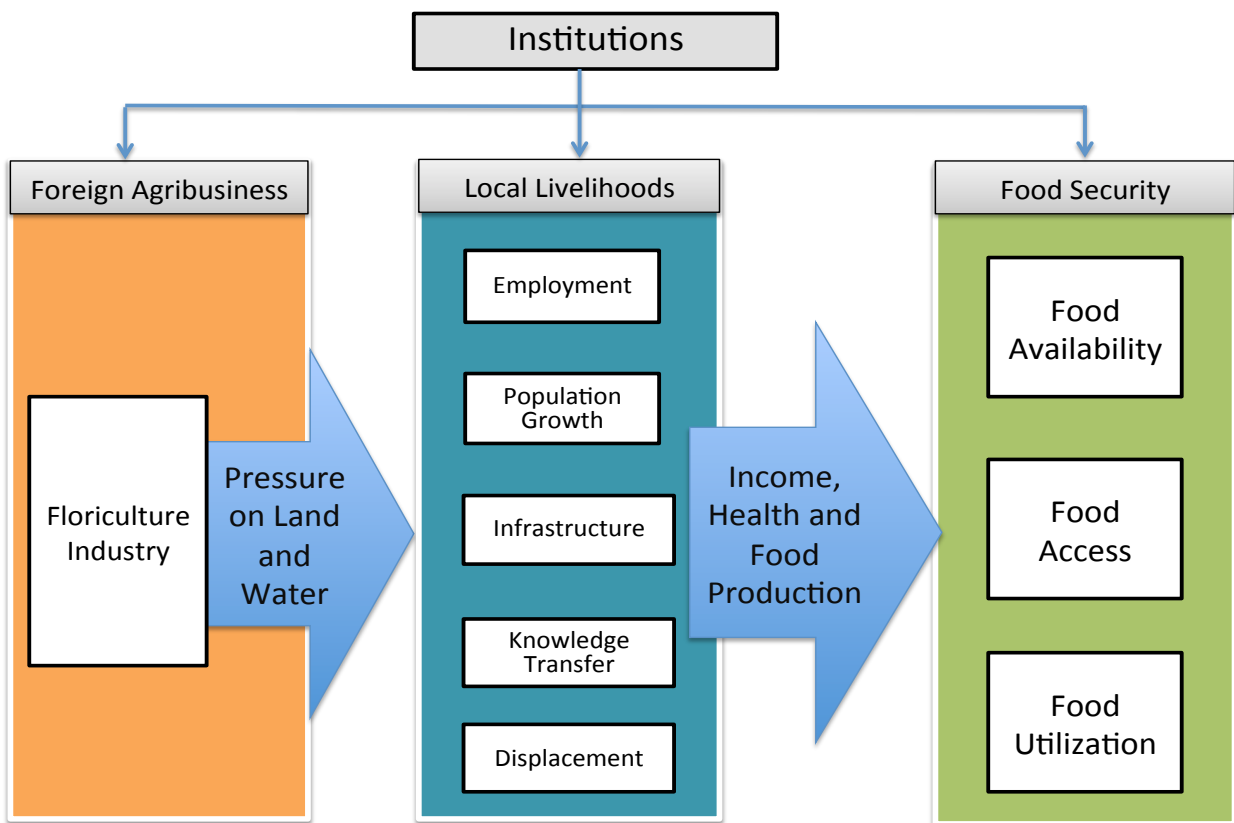 Institutions
Foreign Agribusiness
Local Livelihoods
Food Security
Floriculture
Industry
Pressure
on Land
and
Water
Employment
Population
Growth
Infrastructure
Knowledge
Transfer
Displacement
Income,
Health and
Food
Production
Food
Availability
Food
Access
Food
Utilization